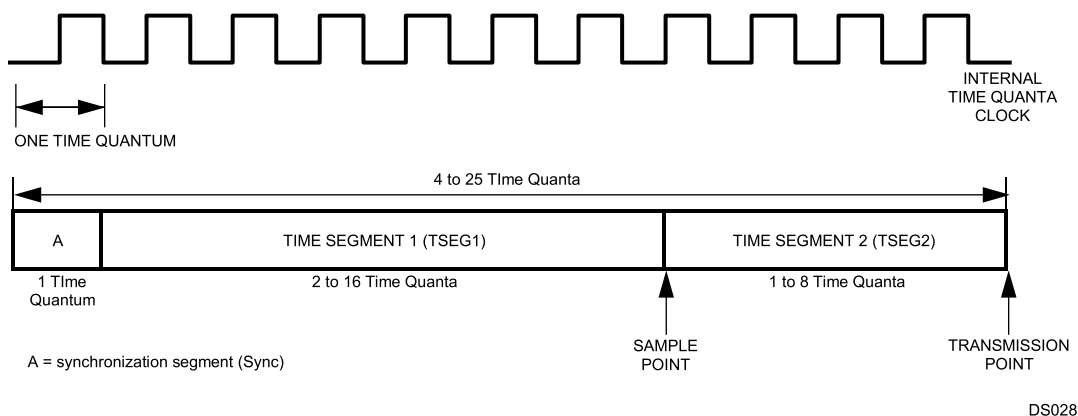 INTERNAL
TIME QUANTA
CLOCK
ONE TIME QUANTUM
4 to 25 TIme Quanta
A
TIME SEGMENT 1 (TSEG1)
TIME SEGMENT 2 (TSEG2)
1 TIme
Quantum
2 to 16 Time Quanta
1 to 8 Time Quanta
A = synchronization segment (Sync)
SAMPLE
POINT
TRANSMISSION
POINT
DS028